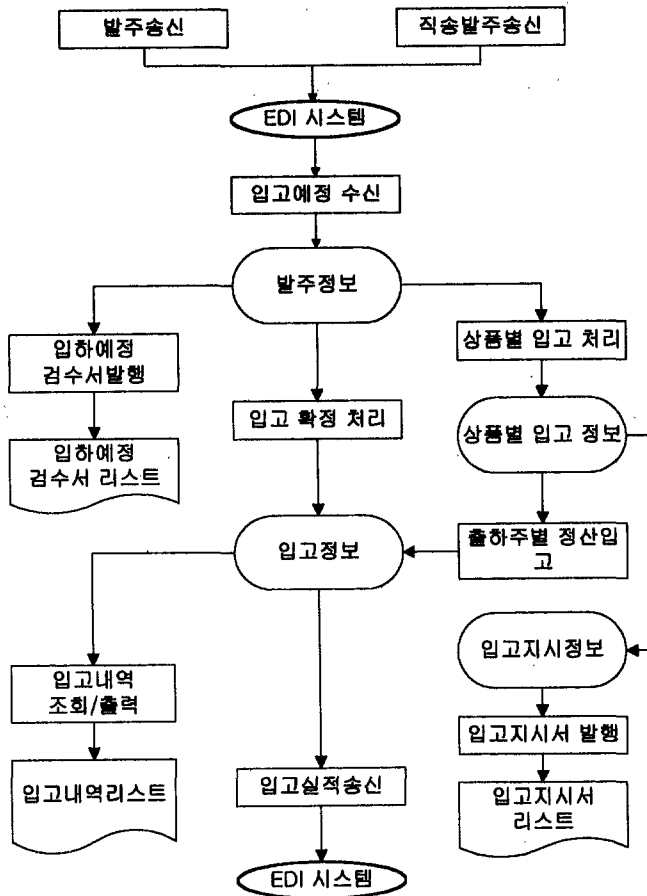 발주송신
직송발주송신
EDI 시스템
입고예정 수신
발주정보
입하예정
검수서발행
상품별 입고 처리
입고 확정 처리
상품별 입고 정보
입하예정
검수서 리스트
입고정보
출하주별 정산입
고
입고지시정보
입고내역
조회/출력
입고지시서 발행
입고내역리스트
입고실적송신
입고지시서
리스트
EDI 시스템